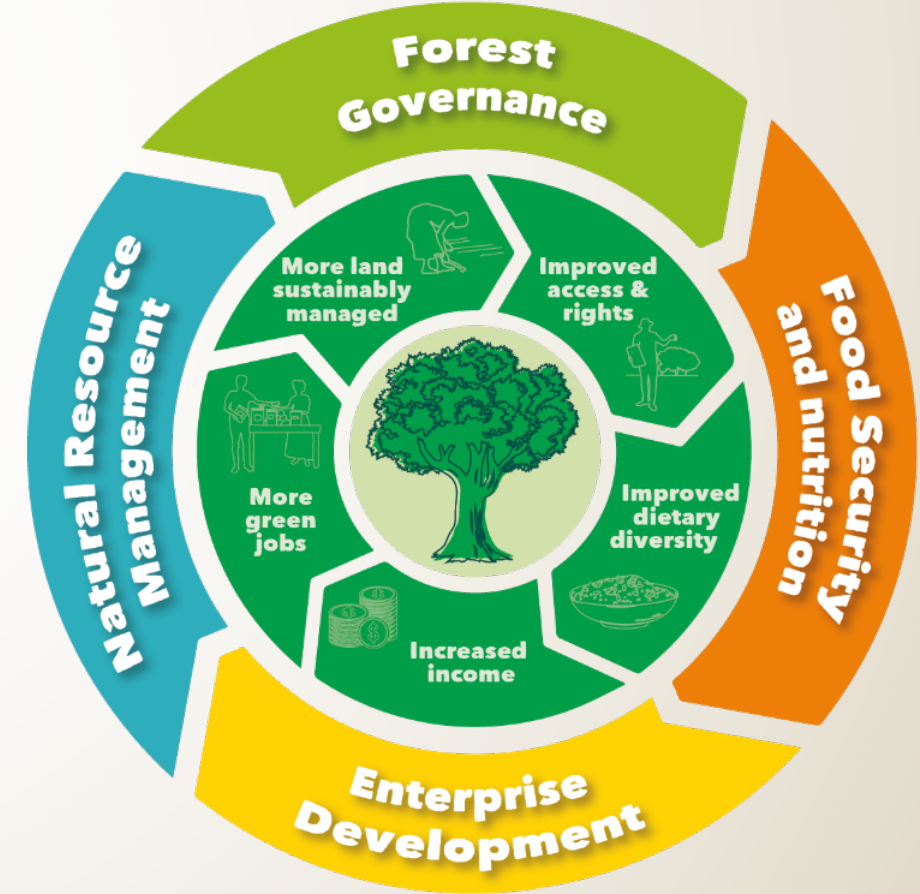 Forest
Governance
Food Security
and nutrition
Enterprise
Development
Natural Resource
Management
More land
sustainably
managed
Improved
access &
rights
Improved
dietary
diversity
Increased
income
More
green
jobs
$
$
$